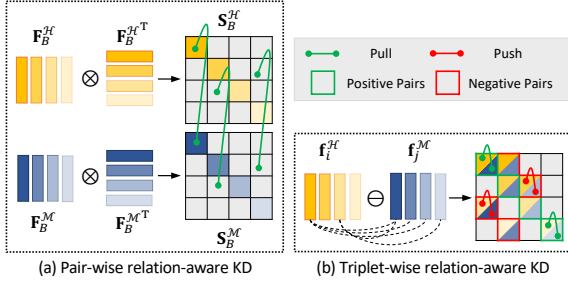 F_B^H F_B^H^T S_B^H
⊗
F_B^M F_B^M^T S_B^M
⊗
(a) Pair-wise relation-aware KD
Pull Push
Positive Pairs Negative Pairs
f_i^H f_j^M
⊖
(b) Triplet-wise relation-aware KD